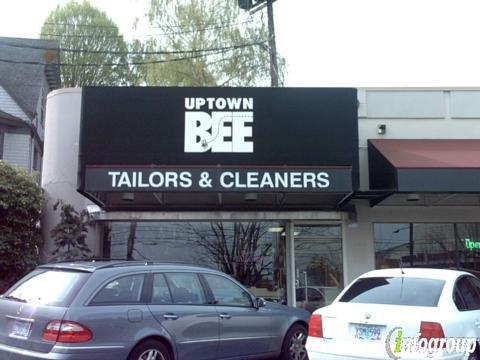 UPTOWN
BEE
TAILORS & CLEANERS
Open
infogroup